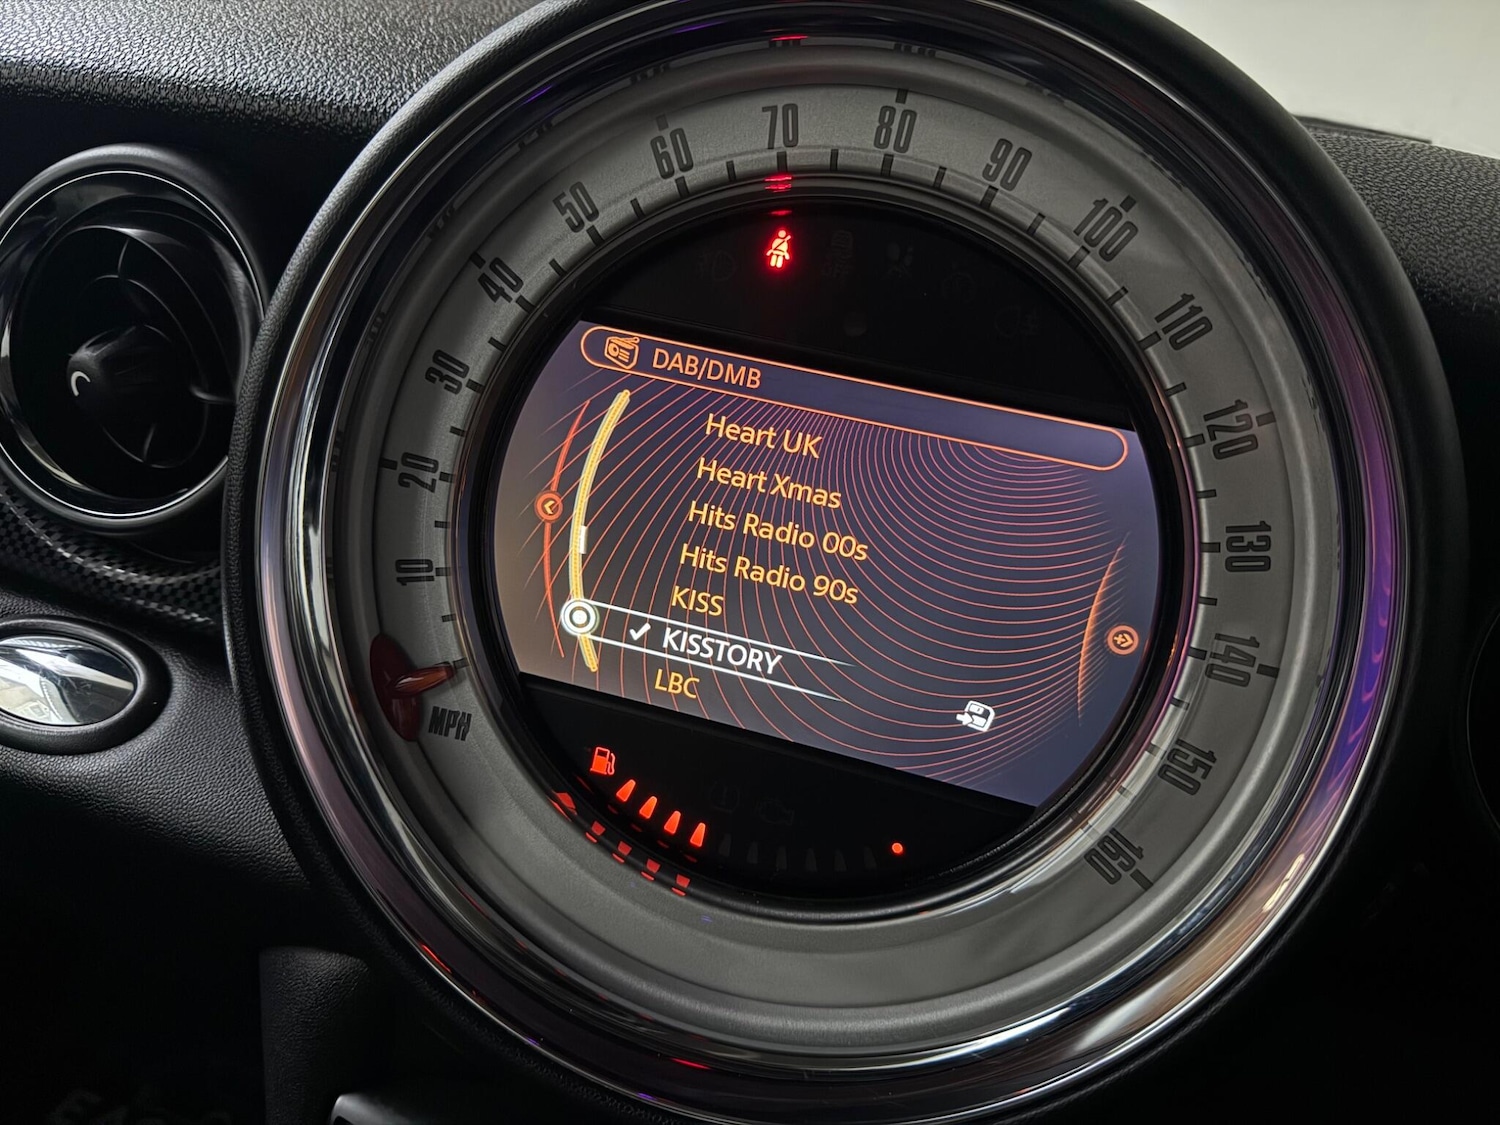 10
20
30
40
50
60
70
80
90
100
110
120
130
140
150
160
MPH
DAB/DMB
Heart UK
Heart Xmas
Hits Radio 00s
Hits Radio 90s
KISS
✓ KISSTORY
LBC